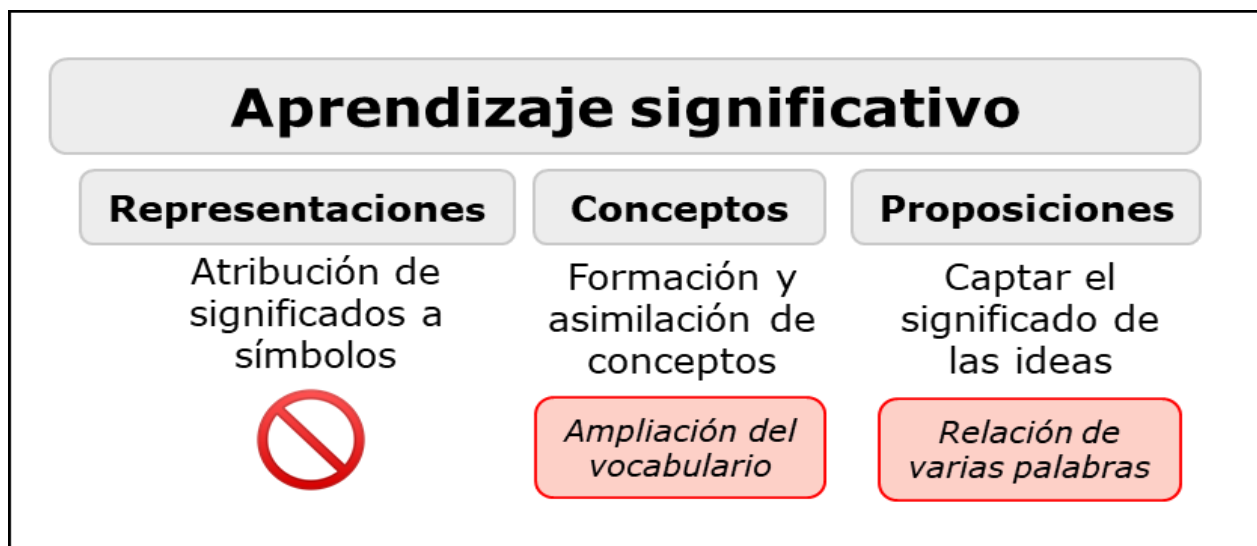 Aprendizaje significativo
Representaciones
Atribución de
significados a
símbolos
Conceptos
Formación y
asimilación de
conceptos
Ampliación del
vocabulario
Proposiciones
Captar el
significado de
las ideas
Relación de
varias palabras